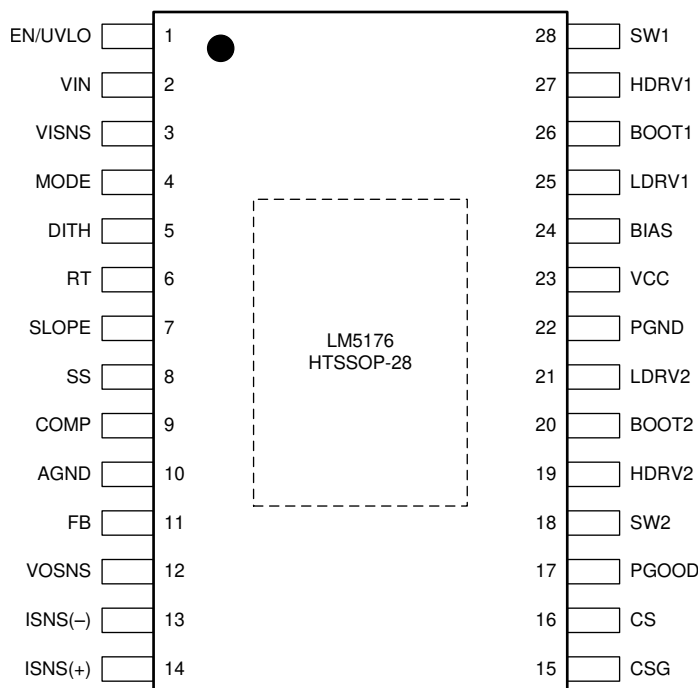 EN/UVLO 1 28 SW1
VIN 2 27 HDRV1
VISNS 3 26 BOOT1
MODE 4 25 LDRV1
DITH 5 24 BIAS
RT 6 23 VCC
SLOPE 7 22 PGND
LM5176
HTSSOP-28
SS 8 21 LDRV2
COMP 9 20 BOOT2
AGND 10 19 HDRV2
FB 11 18 SW2
VOSNS 12 17 PGOOD
ISNS(–) 13 16 CS
ISNS(+) 14 15 CSG